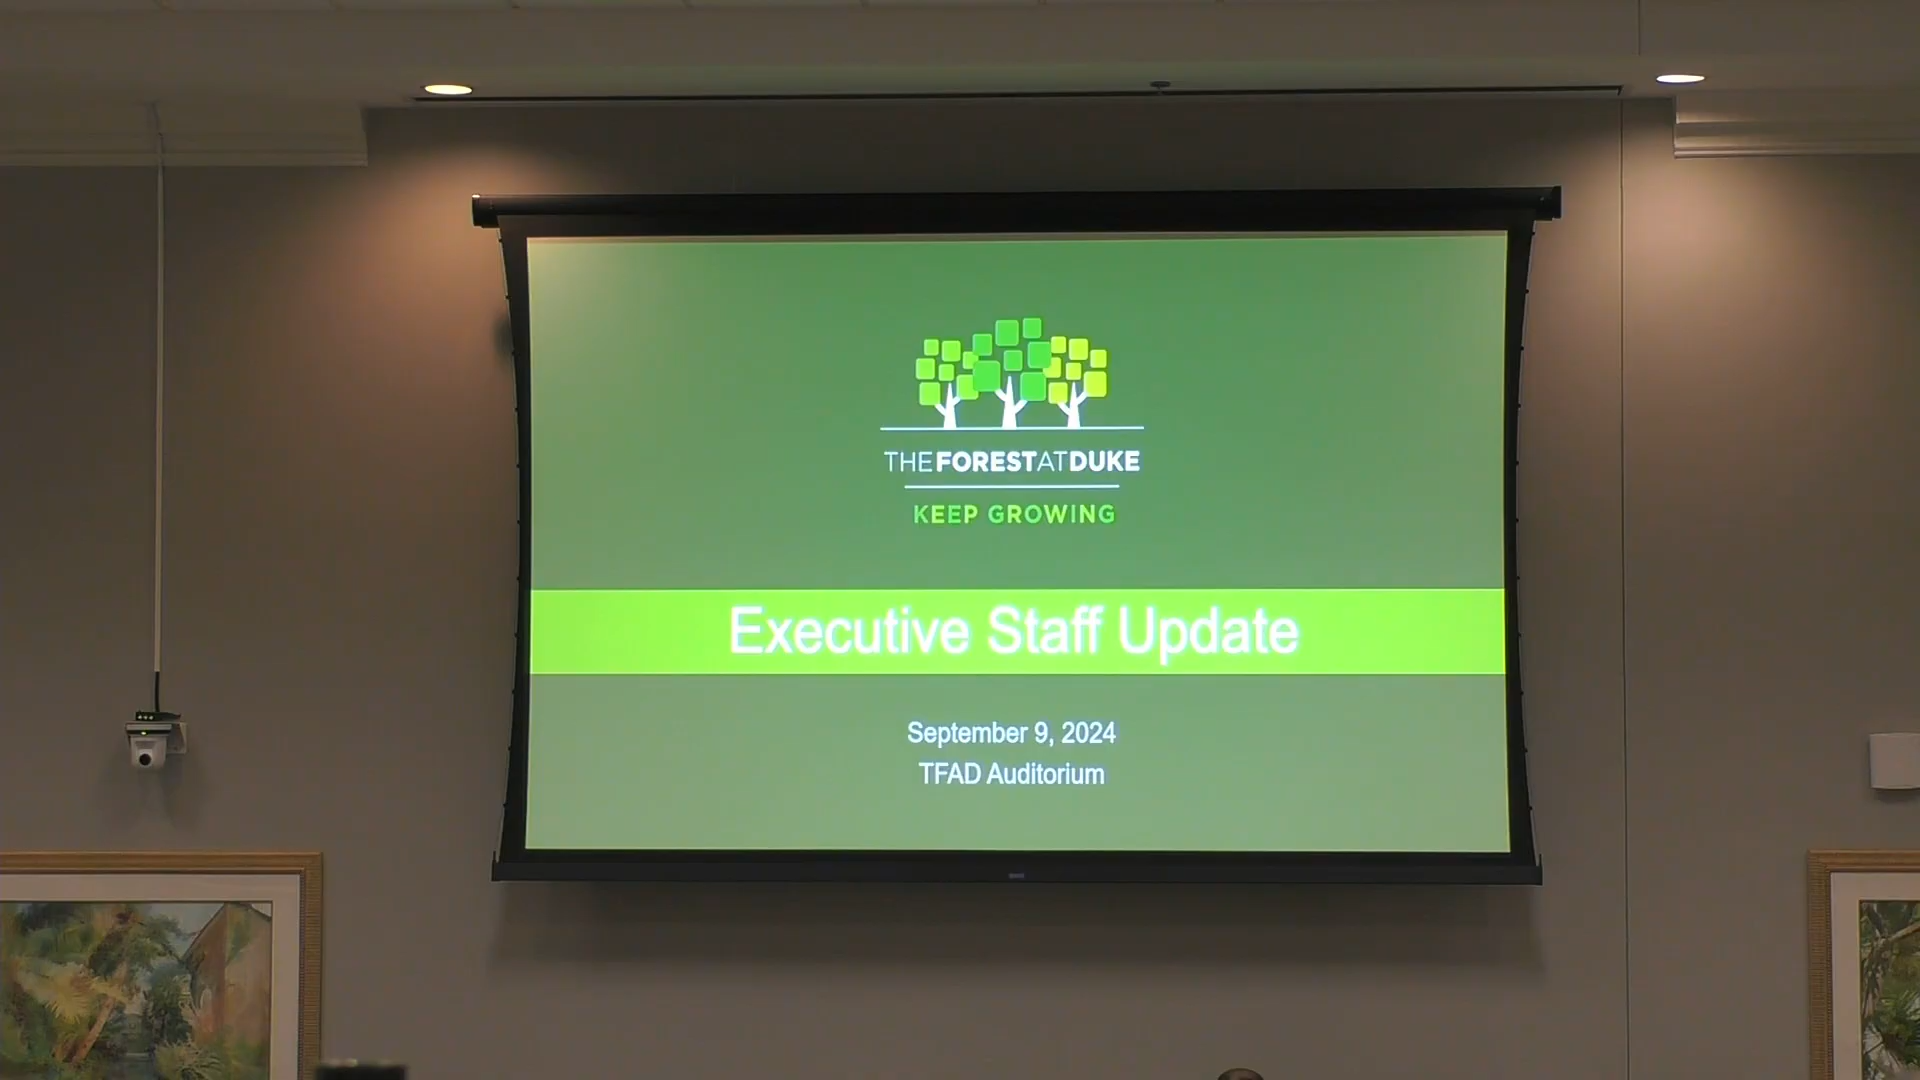 THE FOREST AT DUKE
KEEP GROWING
Executive Staff Update
September 9, 2024
TFAD Auditorium